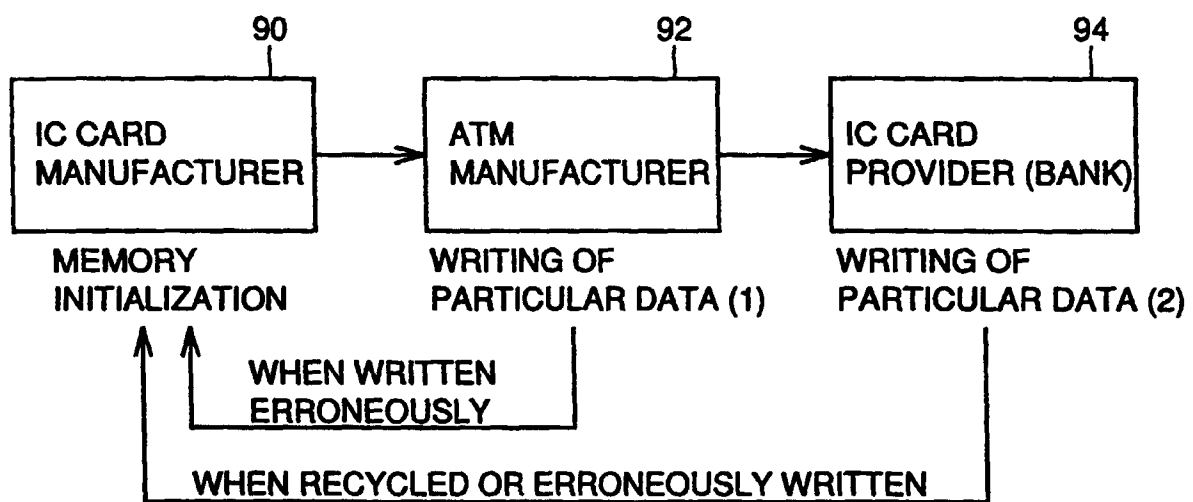 90
92
94
IC CARD
MANUFACTURER
ATM
MANUFACTURER
IC CARD
PROVIDER (BANK)
MEMORY
INITIALIZATION
WRITING OF
PARTICULAR DATA (1)
WRITING OF
PARTICULAR DATA (2)
WHEN WRITTEN
ERRONEOUSLY
WHEN RECYCLED OR ERRONEOUSLY WRITTEN